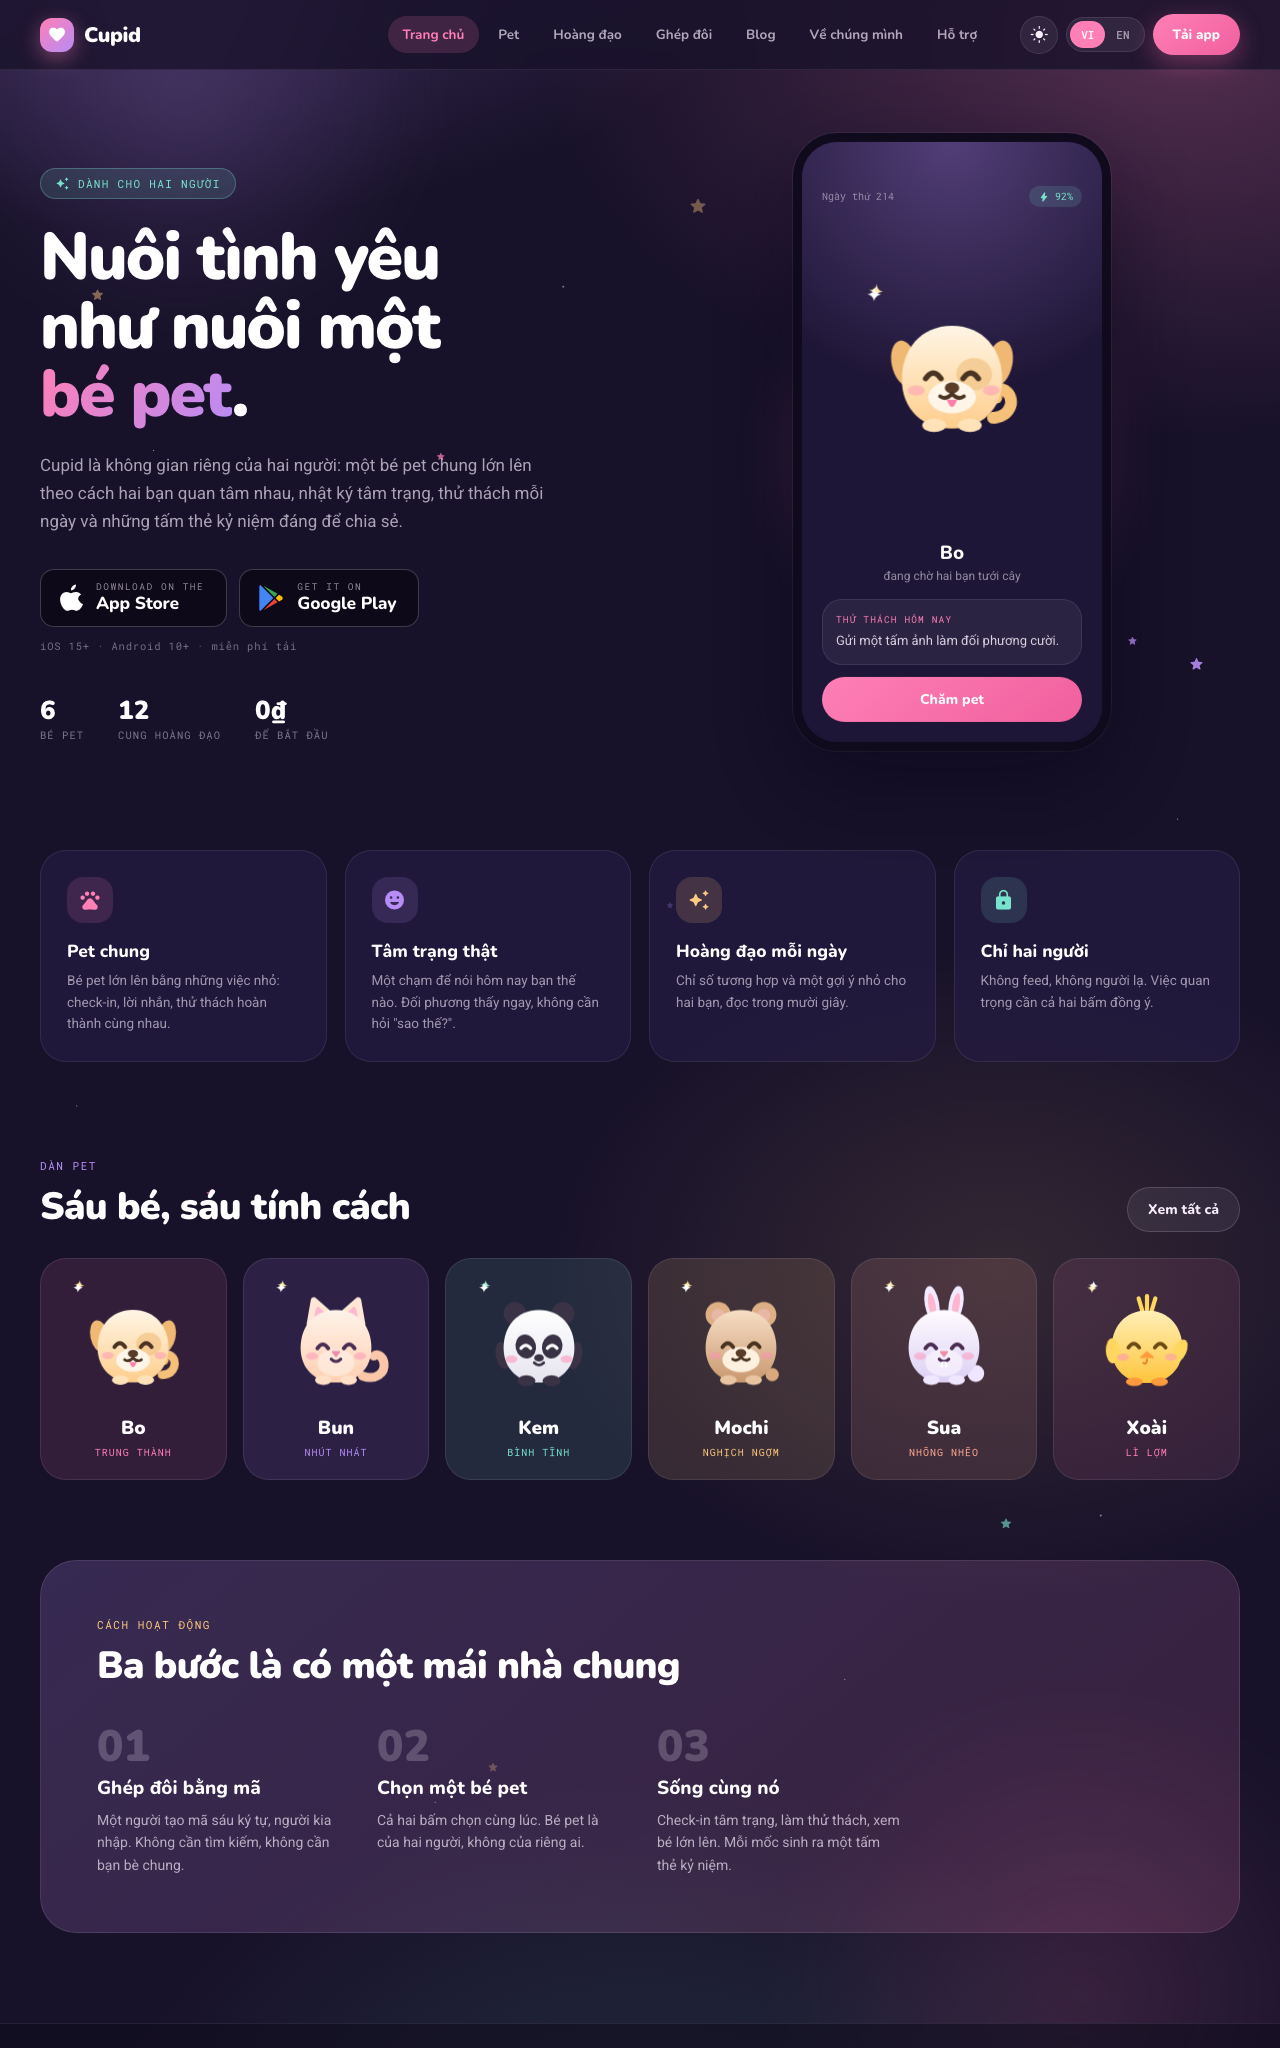 Cupid
Trang chủ
Pet
Hoàng đạo
Ghép đôi
Blog
Về chúng mình
Hỗ trợ
VI
EN
Tải app
DÀNH CHO HAI NGƯỜI
Nuôi tình yêu
như nuôi một
bé pet.
Cupid là không gian riêng của hai người: một bé pet chung lớn lên
theo cách hai bạn quan tâm nhau, nhật ký tâm trạng, thử thách mỗi
ngày và những tấm thẻ kỷ niệm đáng để chia sẻ.
DOWNLOAD ON THE
App Store
GET IT ON
Google Play
iOS 15+ · Android 10+ · miễn phí tải
6
BÉ PET
12
CUNG HOÀNG ĐẠO
0₫
ĐỂ BẮT ĐẦU
Ngày thứ 214
92%
Bo
đang chờ hai bạn tưới cây
THỬ THÁCH HÔM NAY
Gửi một tấm ảnh làm đối phương cười.
Chăm pet
Pet chung
Bé pet lớn lên bằng những việc nhỏ:
check-in, lời nhắn, thử thách hoàn
thành cùng nhau.
Tâm trạng thật
Một chạm để nói hôm nay bạn thế
nào. Đối phương thấy ngay, không cần
hỏi "sao thế?".
Hoàng đạo mỗi ngày
Chỉ số tương hợp và một gợi ý nhỏ cho
hai bạn, đọc trong mười giây.
Chỉ hai người
Không feed, không người lạ. Việc quan
trọng cần cả hai bấm đồng ý.
DÀN PET
Sáu bé, sáu tính cách
Xem tất cả
Bo
TRUNG THÀNH
Bun
NHÚT NHÁT
Kem
BÌNH TĨNH
Mochi
NGHỊCH NGỢM
Sua
NHÕNG NHẼO
Xoài
LÌ LỢM
CÁCH HOẠT ĐỘNG
Ba bước là có một mái nhà chung
01
Ghép đôi bằng mã
Một người tạo mã sáu ký tự, người kia
nhập. Không cần tìm kiếm, không cần
bạn bè chung.
02
Chọn một bé pet
Cả hai bấm chọn cùng lúc. Bé pet là
của hai người, không của riêng ai.
03
Sống cùng nó
Check-in tâm trạng, làm thử thách, xem
bé lớn lên. Mỗi mốc sinh ra một tấm
thẻ kỷ niệm.